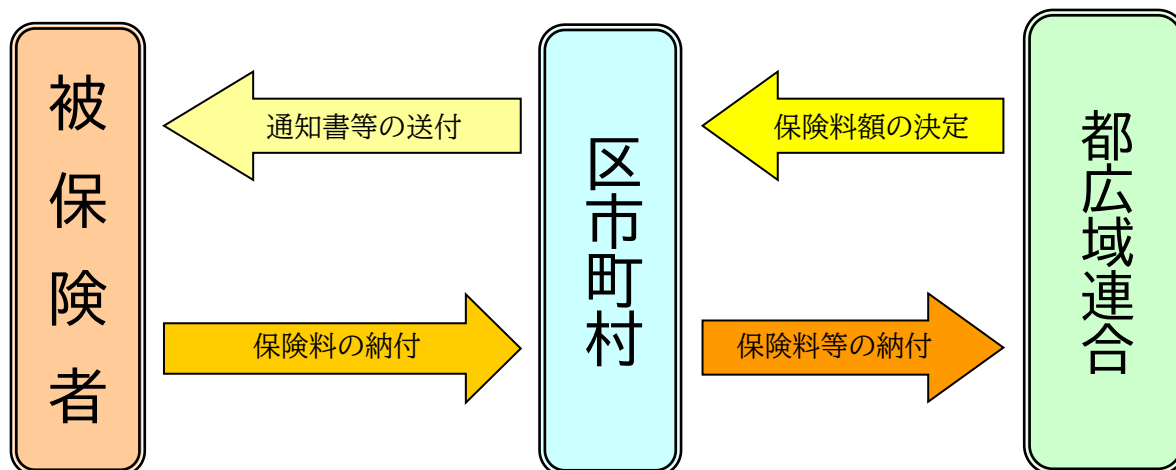 被保険者
通知書等の送付
保険料の納付
区市町村
保険料額の決定
保険料等の納付
都広域連合